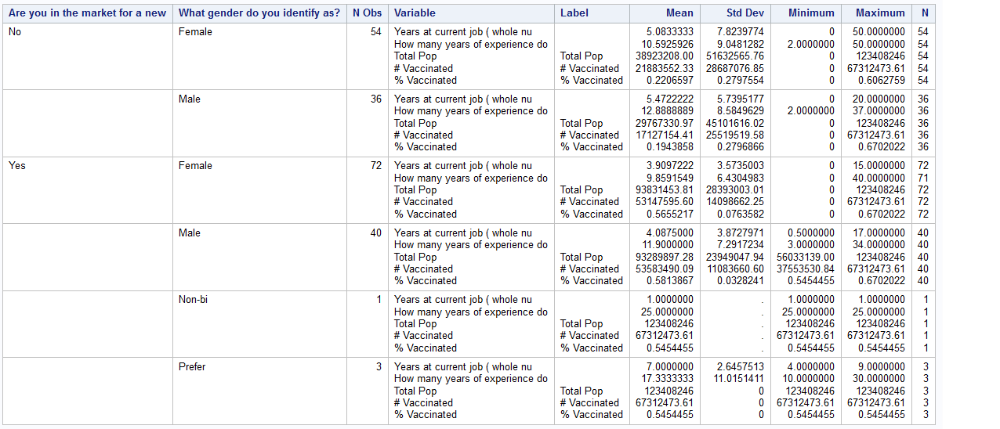 Are you in the market for a new What gender do you identify as? N Obs Variable Label Mean Std Dev Minimum Maximum N
No Female 54 Years at current job ( whole nu 5.0833333 7.8239774 0 50.0000000 54
How many years of experience do 10.5925926 9.0481282 2.0000000 50.0000000 54
Total Pop Total Pop 38923208.00 51632565.76 0 123408246 54
# Vaccinated # Vaccinated 21883552.33 28687076.85 0 67312473.61 54
% Vaccinated % Vaccinated 0.2206597 0.2797554 0 0.6062759 54
Male 36 Years at current job ( whole nu 5.4722222 5.7395177 0 20.0000000 36
How many years of experience do 12.8888889 8.5849629 2.0000000 37.0000000 36
Total Pop Total Pop 29767330.97 45101616.02 0 123408246 36
# Vaccinated # Vaccinated 17127154.41 25519519.58 0 67312473.61 36
% Vaccinated % Vaccinated 0.1943858 0.2796866 0 0.6702022 36
Yes Female 72 Years at current job ( whole nu 3.9097222 3.5735003 0 15.0000000 72
How many years of experience do 9.8591549 6.4304983 0 40.0000000 71
Total Pop Total Pop 93831453.81 28393003.01 0 123408246 72
# Vaccinated # Vaccinated 53147595.60 14098662.25 0 67312473.61 72
% Vaccinated % Vaccinated 0.5655217 0.0763582 0 0.6702022 72
Male 40 Years at current job ( whole nu 4.0875000 3.8727971 0.5000000 17.0000000 40
How many years of experience do 11.9000000 7.2917234 3.0000000 34.0000000 40
Total Pop Total Pop 93289897.28 23949047.94 56033139.00 123408246 40
# Vaccinated # Vaccinated 53583490.09 11083660.60 37553530.84 67312473.61 40
% Vaccinated % Vaccinated 0.5813867 0.0328241 0.5454455 0.6702022 40
Non-bi 1 Years at current job ( whole nu 1.0000000 . 1.0000000 1.0000000 1
How many years of experience do 25.0000000 . 25.0000000 25.0000000 1
Total Pop Total Pop 123408246 . 123408246 123408246 1
# Vaccinated # Vaccinated 67312473.61 . 67312473.61 67312473.61 1
% Vaccinated % Vaccinated 0.5454455 . 0.5454455 0.5454455 1
Prefer 3 Years at current job ( whole nu 7.0000000 2.6457513 4.0000000 9.0000000 3
How many years of experience do 17.3333333 11.0151411 10.0000000 30.0000000 3
Total Pop Total Pop 123408246 0 123408246 123408246 3
# Vaccinated # Vaccinated 67312473.61 0 67312473.61 67312473.61 3
% Vaccinated % Vaccinated 0.5454455 0 0.5454455 0.5454455 3